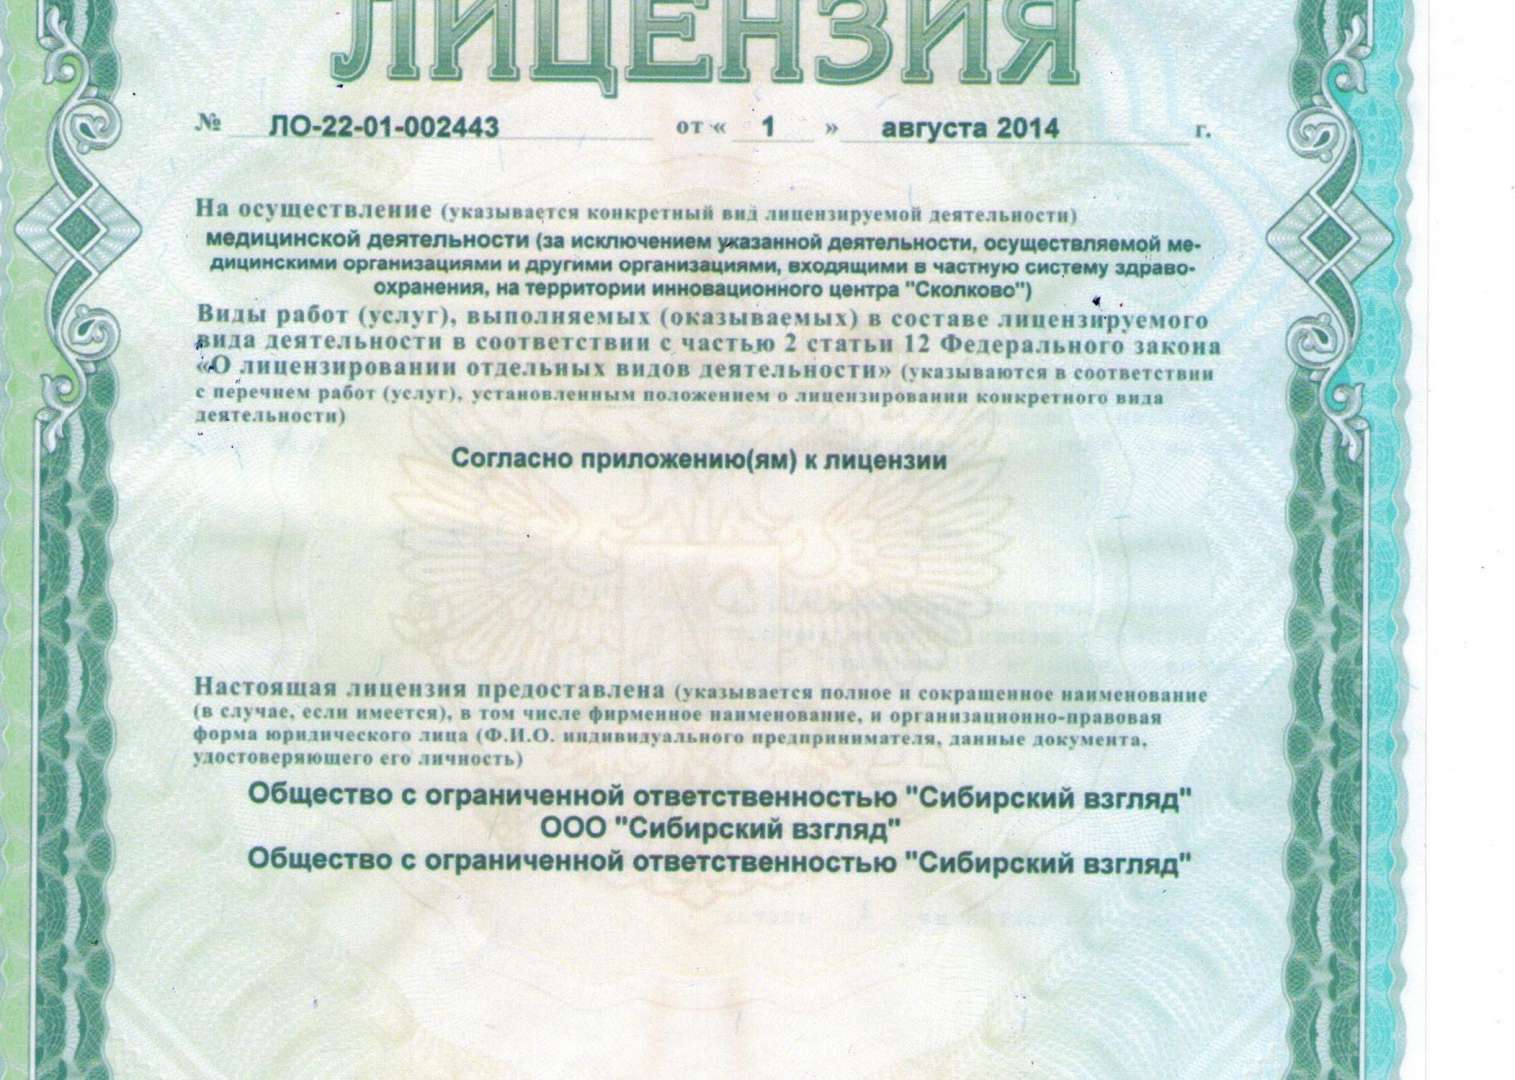 ЛИЦЕНЗИЯ
№ ЛО-22-01-002443 от « 1 » августа 2014 г.
На осуществление (указывается конкретный вид лицензируемой деятельности)
медицинской деятельности (за исключением указанной деятельности, осуществляемой ме-
дицинскими организациями и другими организациями, входящими в частную систему здраво-
охранения, на территории инновационного центра "Сколково")
Виды работ (услуг), выполняемых (оказываемых) в составе лицензируемого
вида деятельности в соответствии с частью 2 статьи 12 Федерального закона
«О лицензировании отдельных видов деятельности» (указываются в соответствии
с перечнем работ (услуг), установленным положением о лицензировании конкретного вида
деятельности)
Согласно приложению(ям) к лицензии
Настоящая лицензия предоставлена (указывается полное и сокращенное наименование
(в случае, если имеется), в том числе фирменное наименование, и организационно-правовая
форма юридического лица (Ф.И.О. индивидуального предпринимателя, данные документа,
удостоверяющего его личность)
Общество с ограниченной ответственностью "Сибирский взгляд"
ООО "Сибирский взгляд"
Общество с ограниченной ответственностью "Сибирский взгляд"